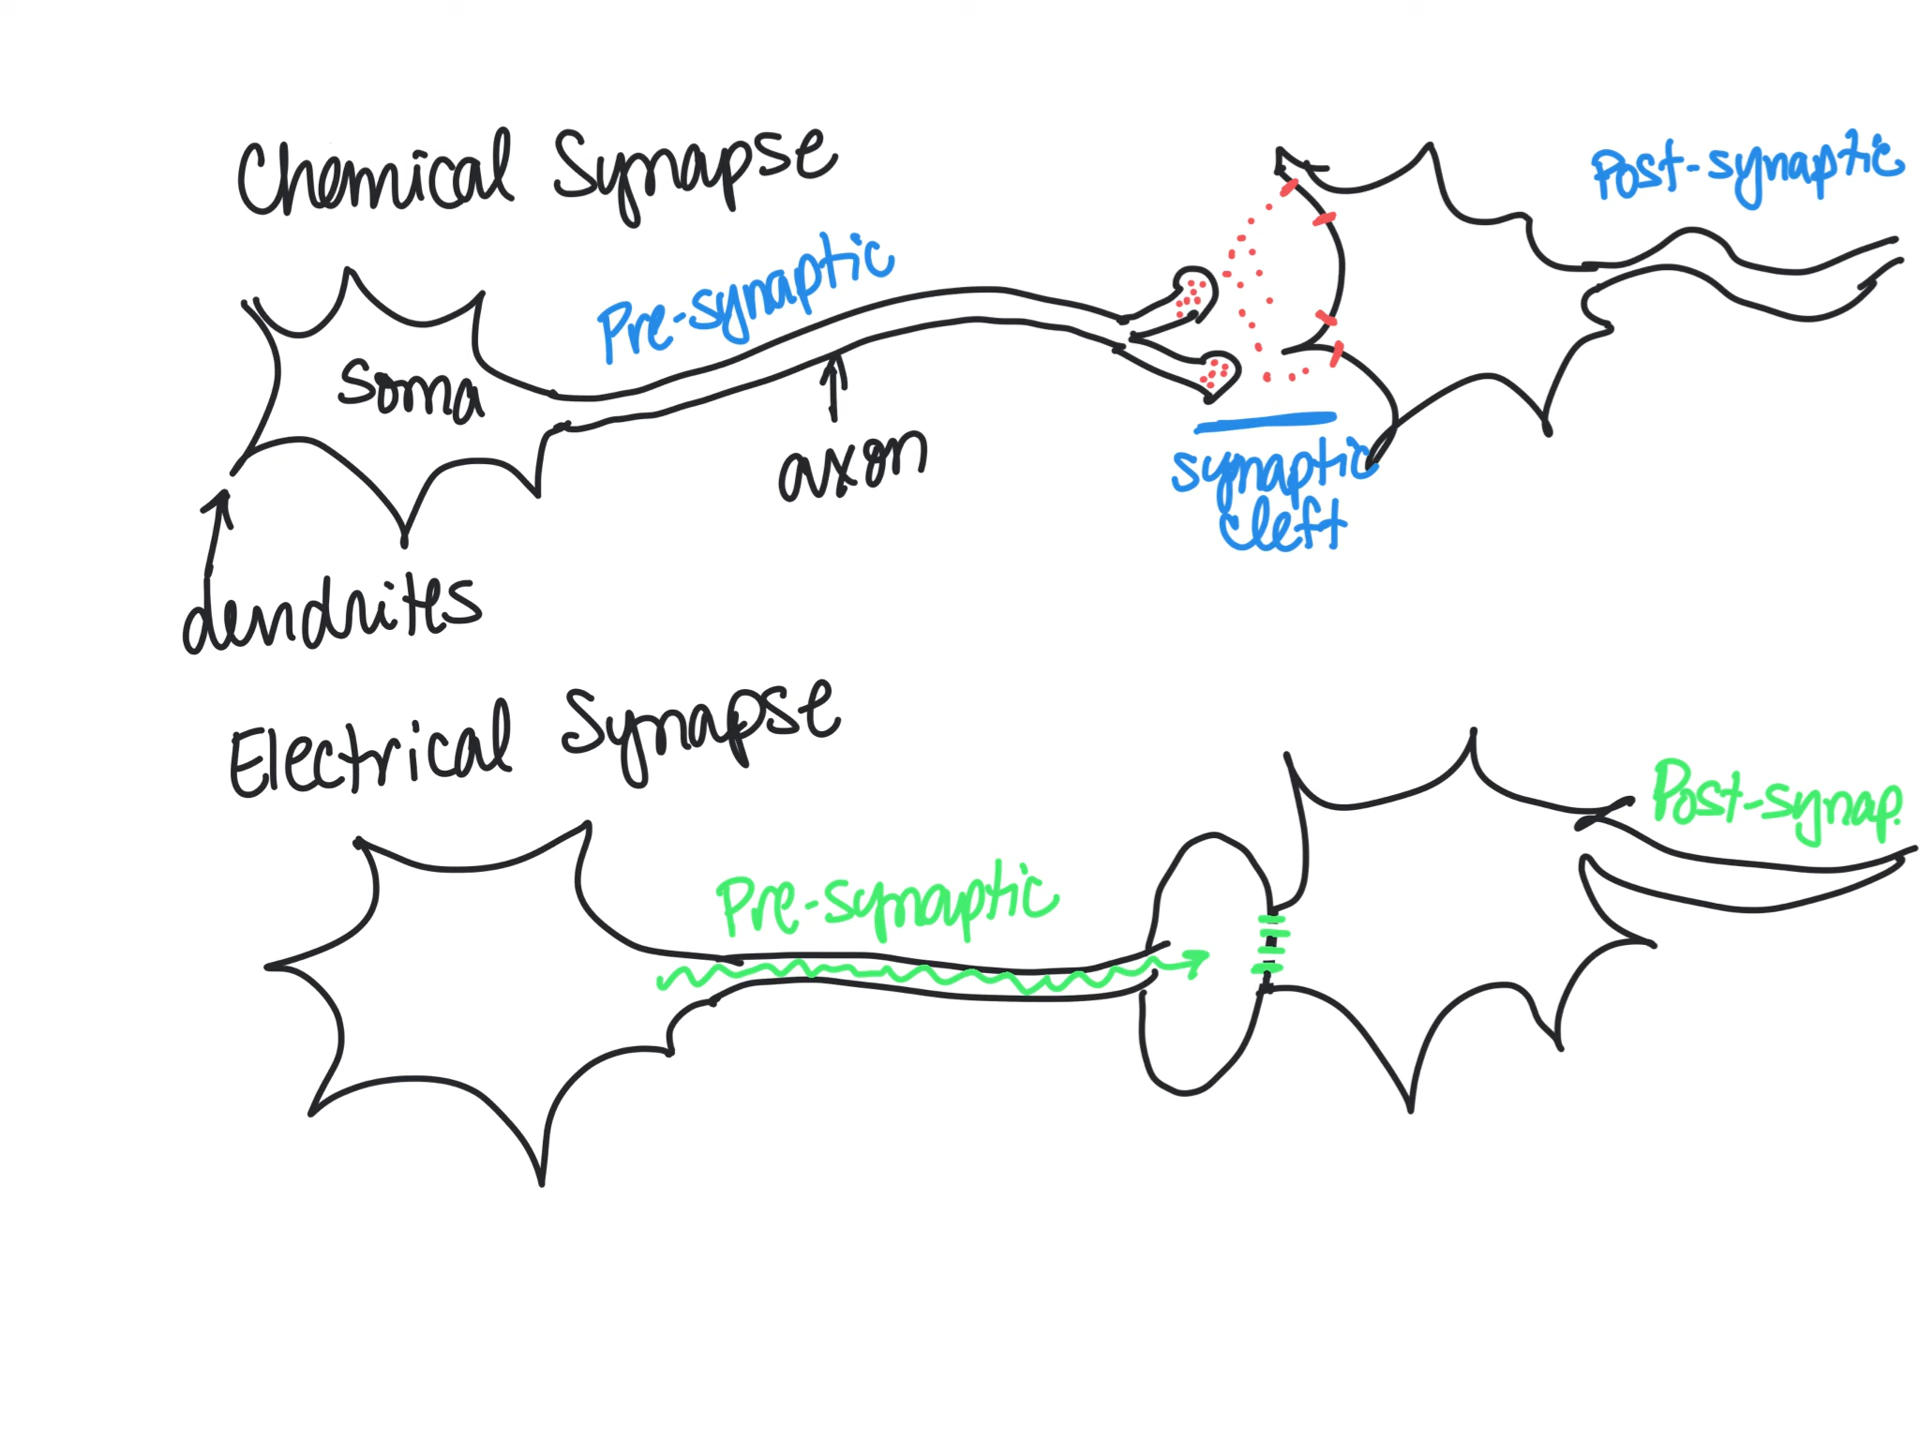 Chemical Synapse
Post-synaptic
Pre-synaptic
Soma
axon
synaptic
cleft
dendrites
Electrical Synapse
Post-synap.
Pre-synaptic